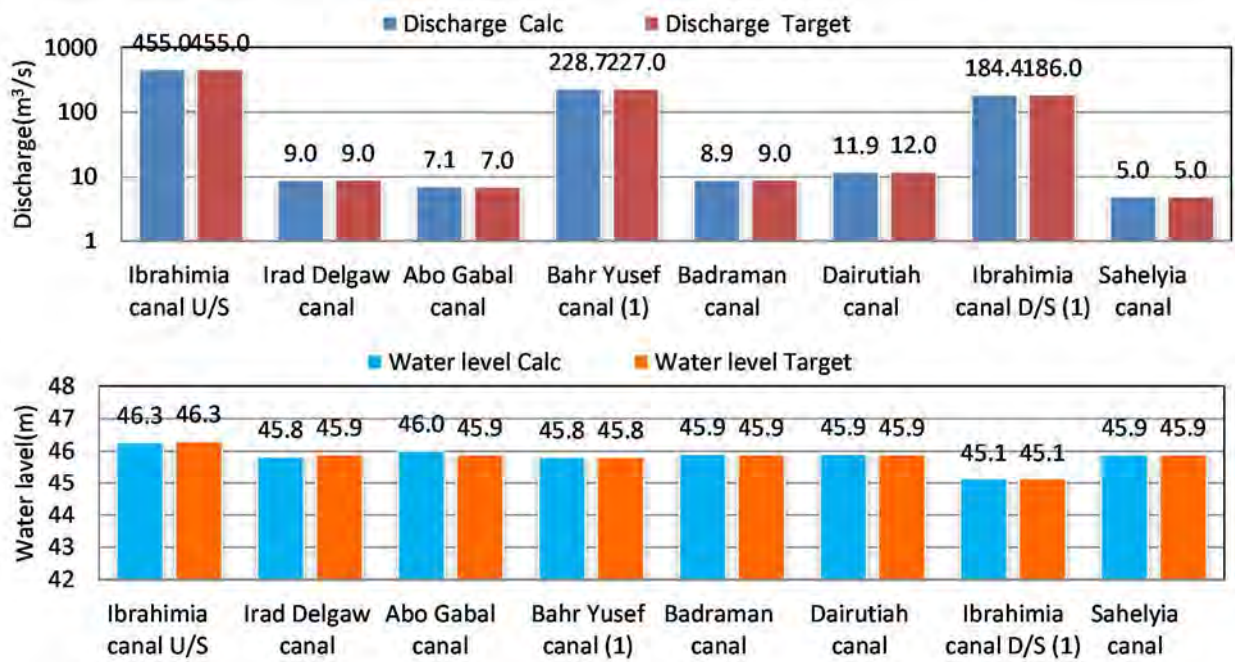 Discharge Calc Discharge Target
Discharge(m³/s)
1000
100
10
1
455.0 455.0 9.0 9.0 7.1 7.0 228.7 227.0 8.9 9.0 11.9 12.0 184.4 186.0 5.0 5.0
Ibrahimia Irad Delgaw Abo Gabal Bahr Yusef Badraman Dairutiah Ibrahimia Sahelyia
canal U/S canal canal canal (1) canal canal canal D/S (1) canal
Water level Calc Water level Target
Water lavel(m)
48
47
46
45
44
43
42
46.3 46.3 45.8 45.9 46.0 45.9 45.8 45.8 45.9 45.9 45.9 45.9 45.1 45.1 45.9 45.9
Ibrahimia Irad Delgaw Abo Gabal Bahr Yusef Badraman Dairutiah Ibrahimia Sahelyia
canal U/S canal canal canal (1) canal canal canal D/S (1) canal